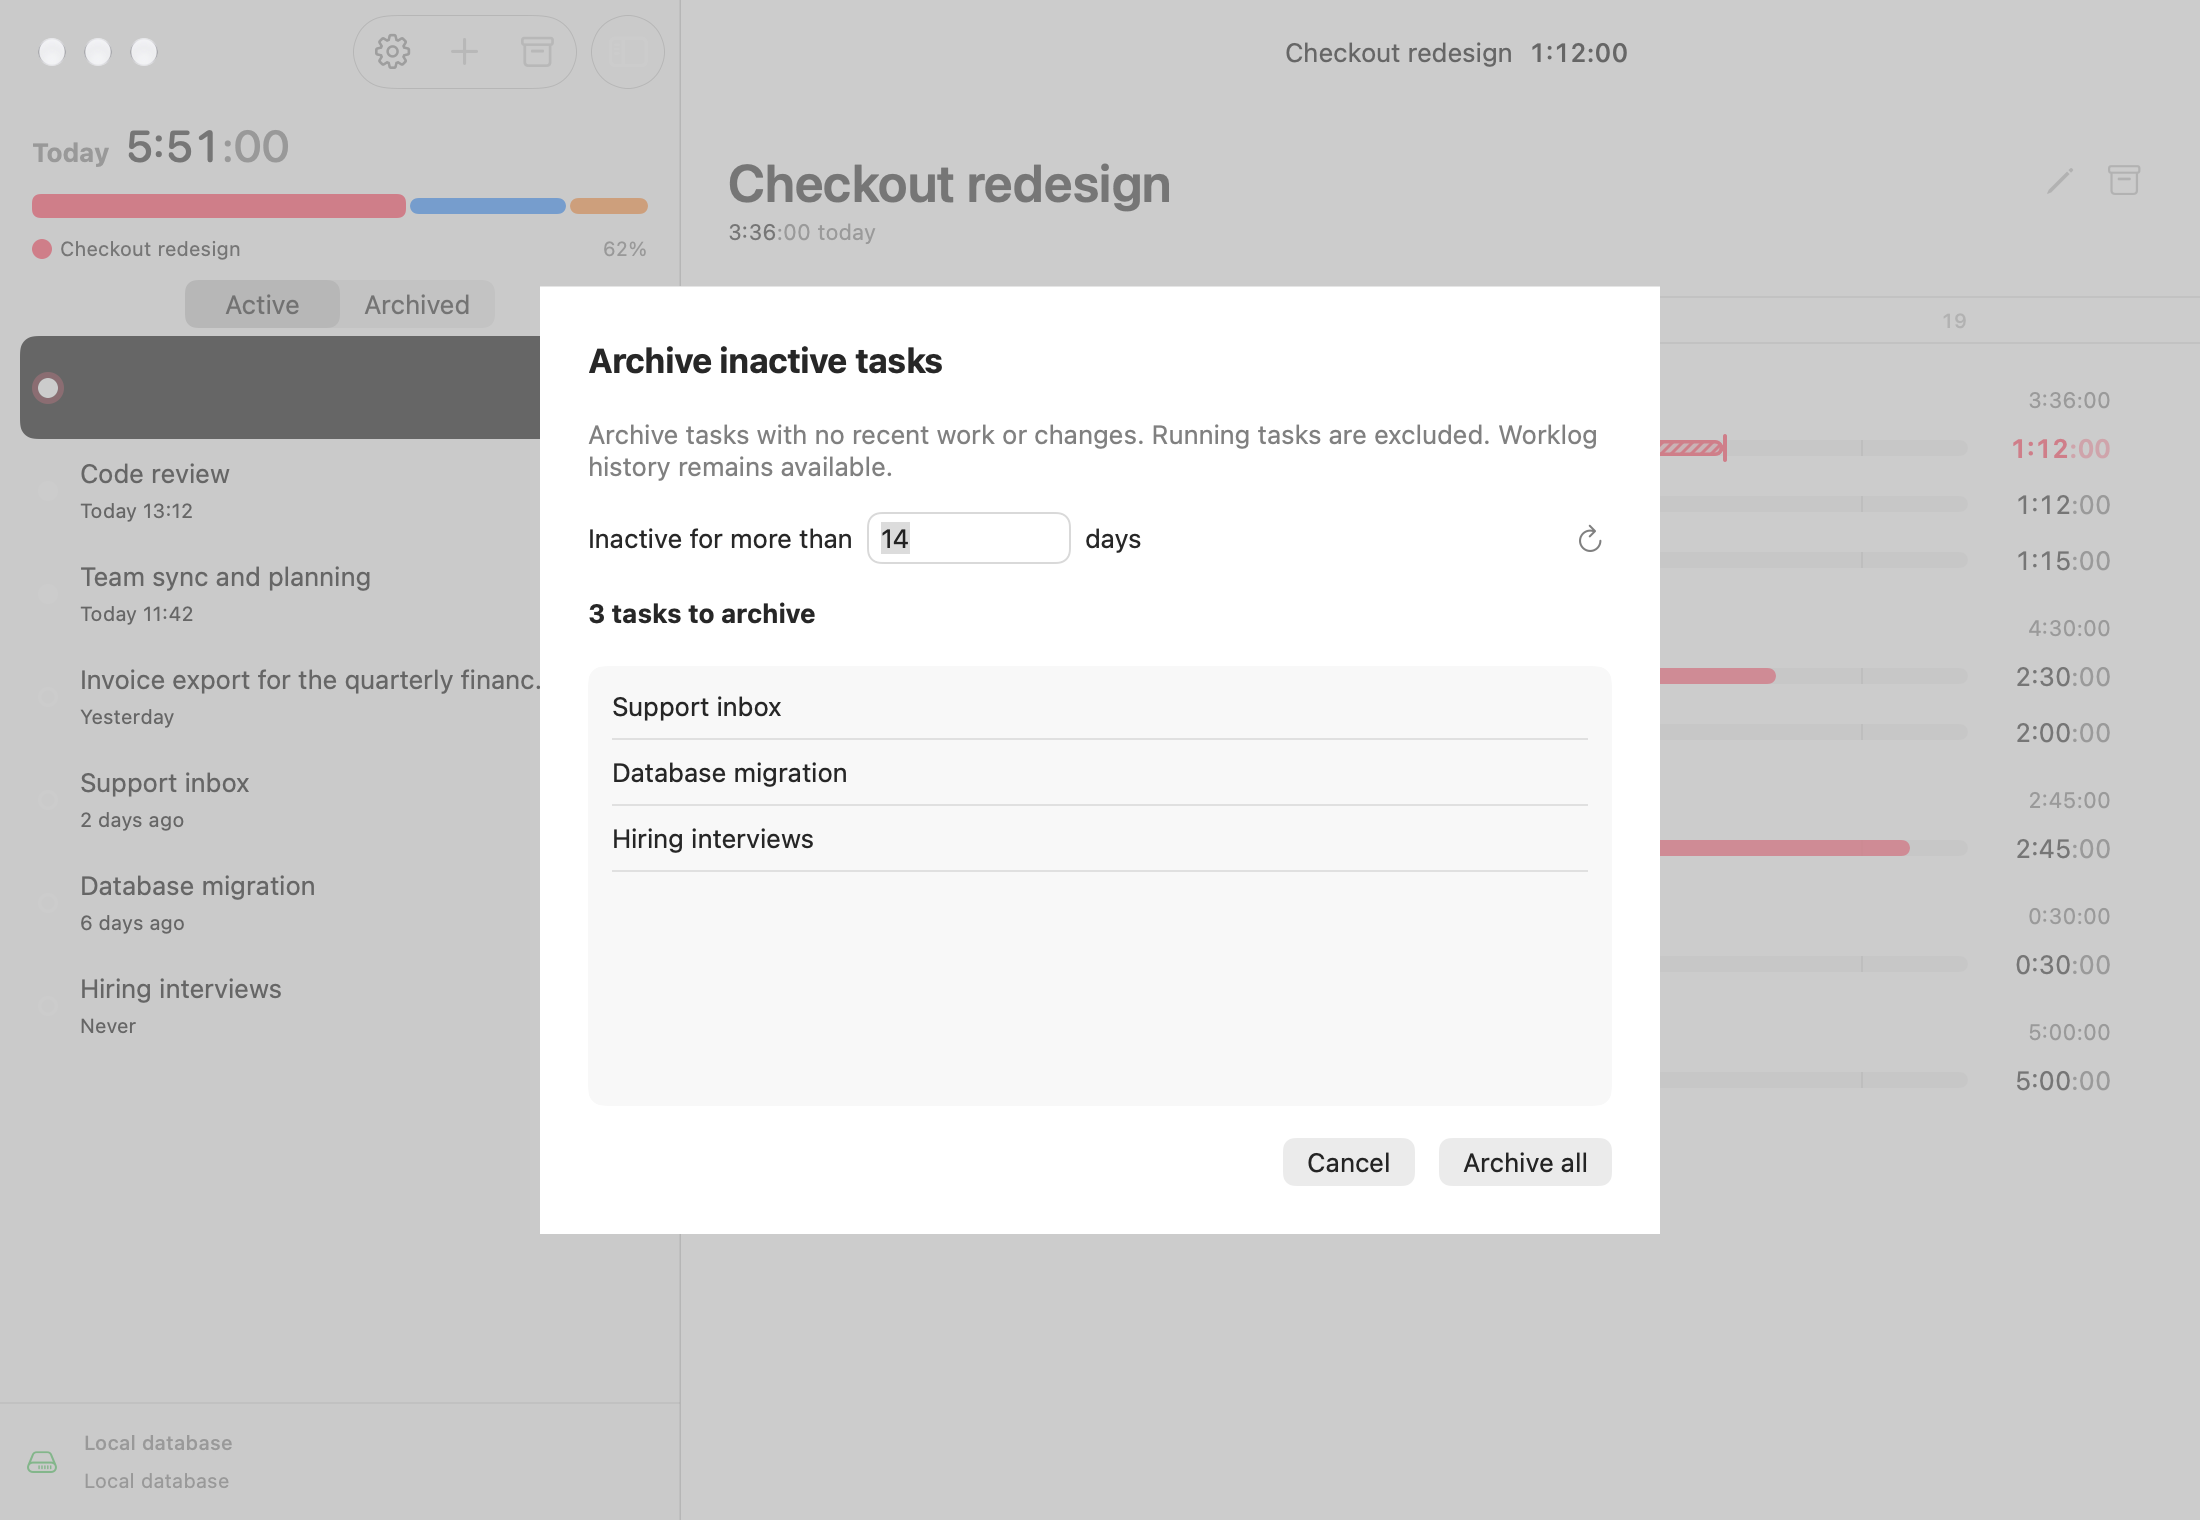 Checkout redesign 1:12:00
Today 5:51:00
Checkout redesign 62%
Active Archived
Code review
Today 13:12
Team sync and planning
Today 11:42
Invoice export for the quarterly financ.
Yesterday
Support inbox
2 days ago
Database migration
6 days ago
Hiring interviews
Never
Local database
Local database
Checkout redesign
3:36:00 today
19
3:36:00
1:12:00
1:12:00
1:15:00
4:30:00
2:30:00
2:00:00
2:45:00
2:45:00
0:30:00
0:30:00
5:00:00
5:00:00
Archive inactive tasks
Archive tasks with no recent work or changes. Running tasks are excluded. Worklog
history remains available.
Inactive for more than 14 days
3 tasks to archive
Support inbox
Database migration
Hiring interviews
Cancel Archive all